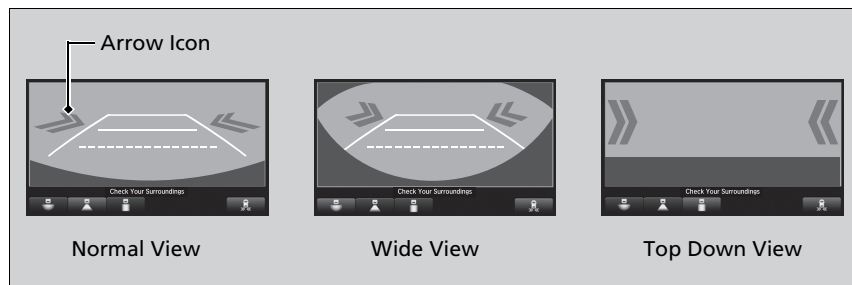 Arrow Icon
Check Your Surroundings
Check Your Surroundings
Check Your Surroundings
Normal View
Wide View
Top Down View